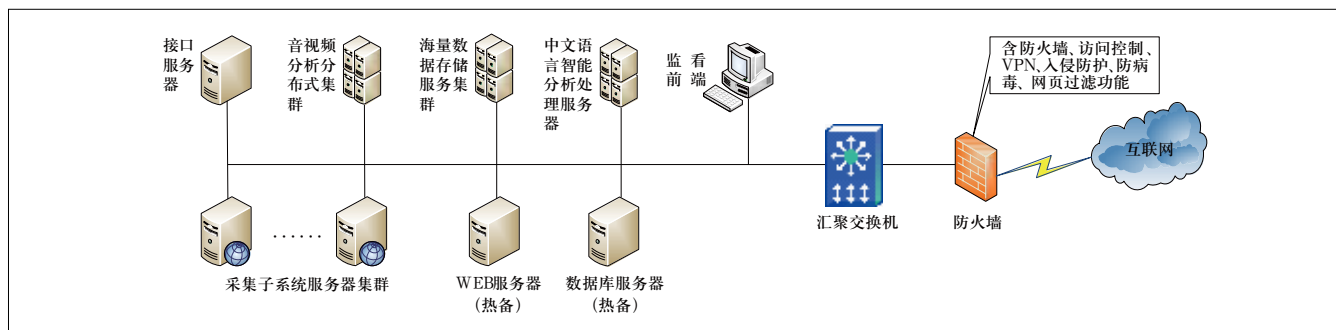 接口
服务
器
音视频
分析分
布式集
群
海量数
据存储
服务集
群
中文语
言智能
分析处
理服务
器
监看
前端
含防火墙、访问控制、
VPN、入侵防护、防病
毒、网页过滤功能
互联网
汇聚交换机
防火墙
······
采集子系统服务器集群
WEB服务器
（热备）
数据库服务器
（热备）